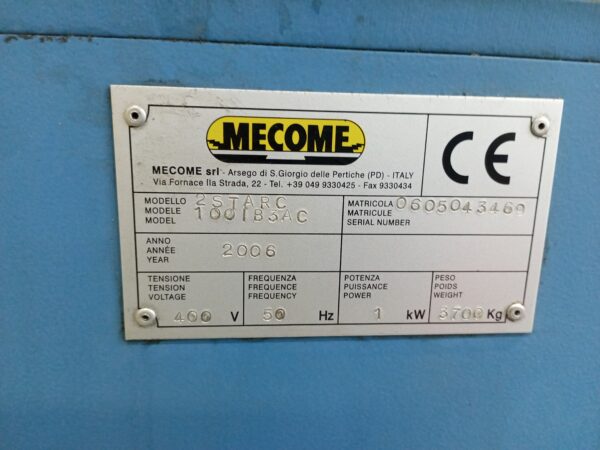 MECOME
CE
MECOME srl - Arsego di S.Giorgio delle Pertiche (PD) - ITALY
Via Fornace IIa Strada, 22 - Tel. +39 049 9330425 - Fax 9330434
MODELLO 2STARC MATRICOLA 0605043469
MODELE 100IB3AC MATRICULE
MODEL SERIAL NUMBER
ANNO
ANNÉE 2006
YEAR
TENSIONE FREQUENZA POTENZA PESO
TENSION FREQUENCE PUISSANCE POIDS
VOLTAGE FREQUENCY POWER WEIGHT
400 V 50 Hz 1 kW 3700 Kg